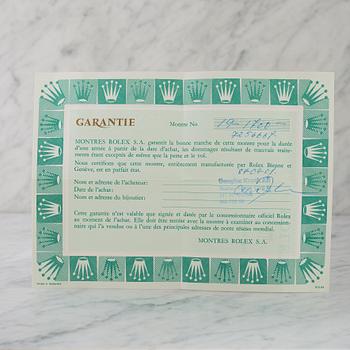 GARANTIE
Montre No.
MONTRES ROLEX S.A. garantit la bonne marche de cette montre pour la durée
d'une année à partir de la date d'achat, les dommages résultant de mauvais traite-
ments étant exceptés de même que la perte et le vol.
Nous certifions que cette montre, entièrement manufacturée par Rolex Bienne et
Genève, est en parfait état.
Nom et adresse de l'acheteur:
Date de l'achat:
Nom et adresse du bijoutier:
Cette garantie n'est valable que signée et datée par le concessionnaire officiel Rolex
au moment de l'achat. Elle doit être remise avec la montre à examiner au concession-
naire qui l'a vendue ou à l'une des principales adresses de notre réseau mondial.
MONTRES ROLEX S.A.